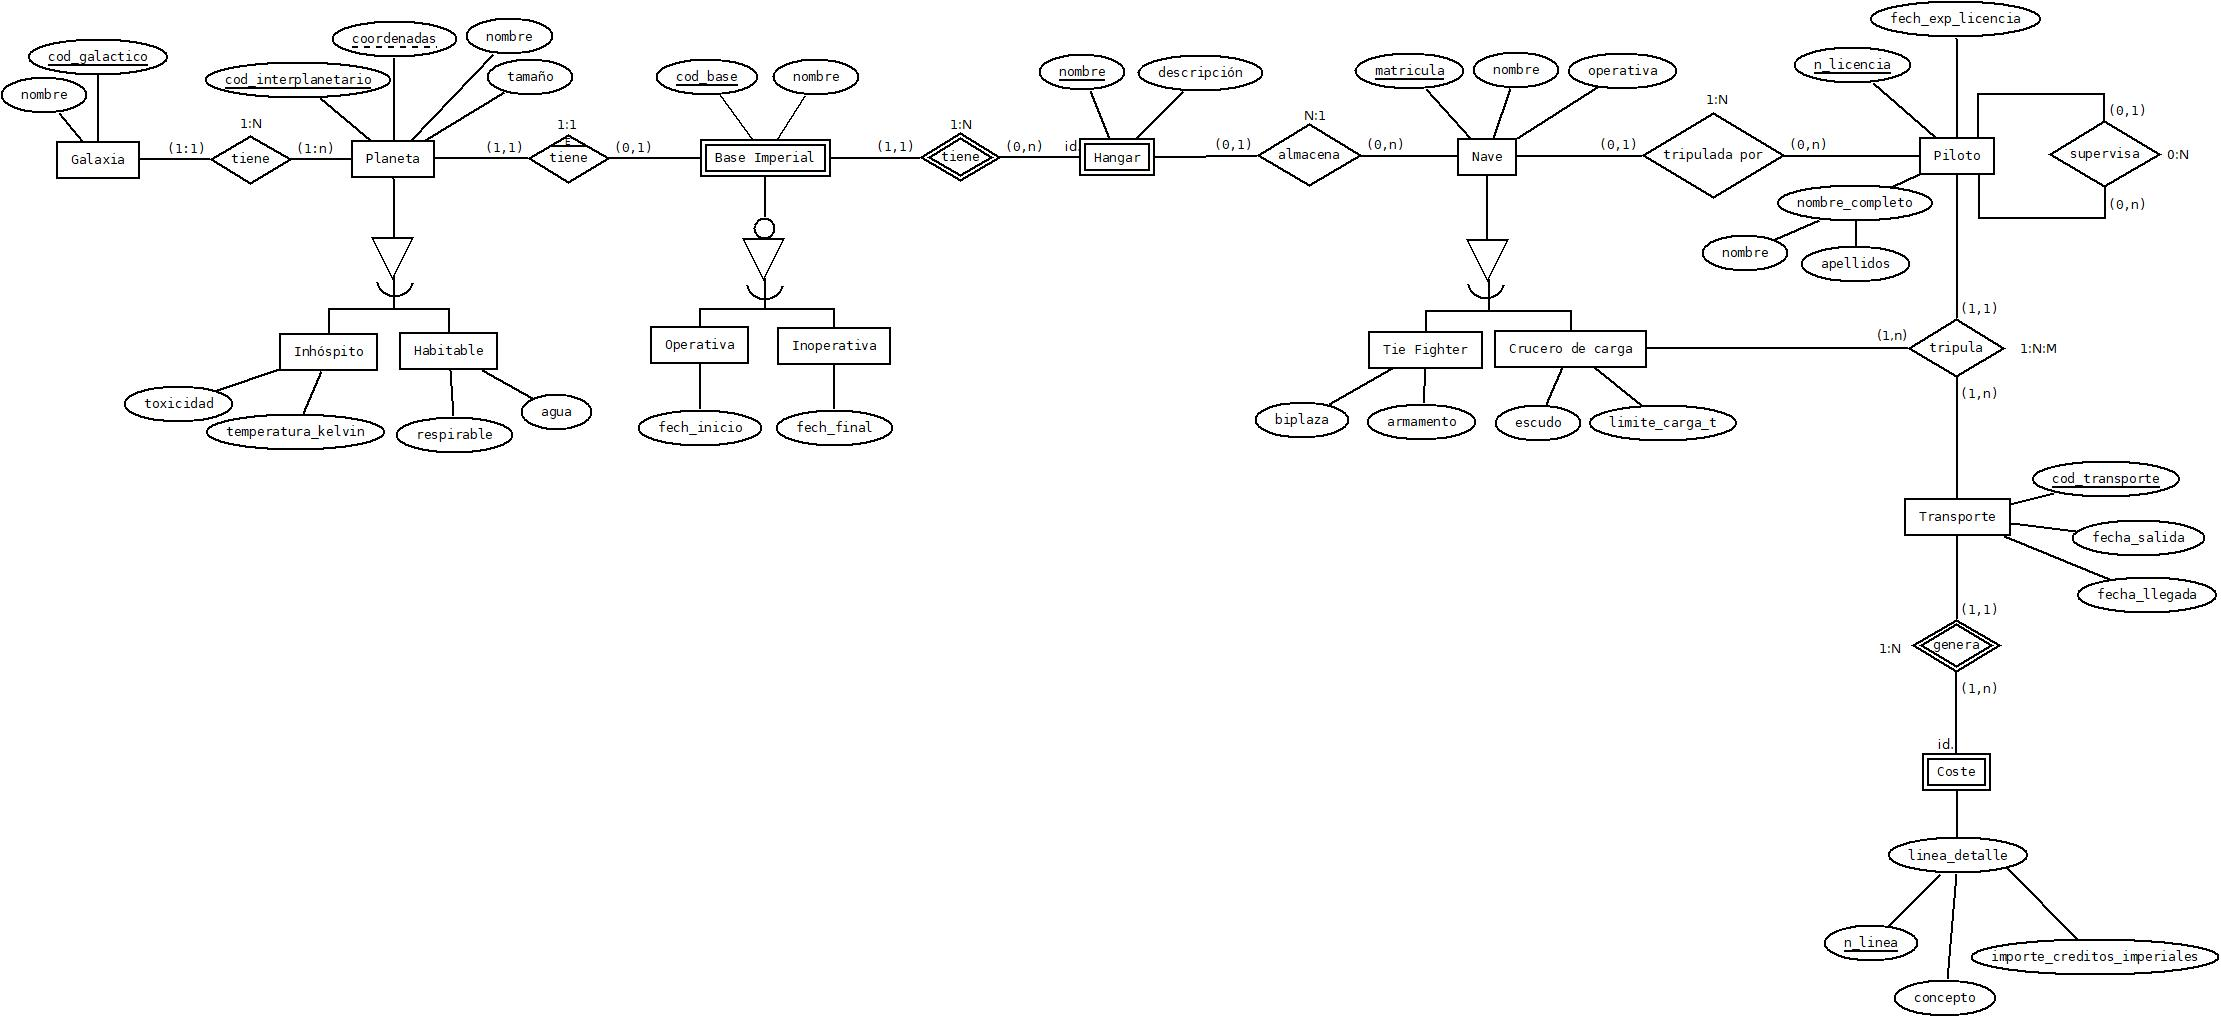 fech_exp_licencia
coordenadas
nombre
cod_galactico
n_licencia
cod_interplanetario
tamaño
cod_base
nombre
nombre
descripción
matricula
nombre
operativa
nombre
1:N
1:1
1:N
N:1
1:N
(0,1)
Galaxia
(1:1)
tiene
(1:n)
Planeta
(1,1)
E
tiene
(0,1)
Base Imperial
(1,1)
tiene
(0,n)
id.
Hangar
(0,1)
almacena
(0,n)
Nave
(0,1)
tripulada por
(0,n)
Piloto
supervisa
0:N
(0,n)
nombre_completo
nombre
apellidos
(1,1)
Inhóspito
Habitable
Operativa
Inoperativa
Tie Fighter
Crucero de carga
(1,n)
tripula
1:N:M
(1,n)
toxicidad
temperatura_kelvin
respirable
agua
fech_inicio
fech_final
biplaza
armamento
escudo
limite_carga_t
cod_transporte
Transporte
fecha_salida
fecha_llegada
(1,1)
1:N
genera
(1,n)
id.
Coste
linea_detalle
n_linea
importe_creditos_imperiales
concepto